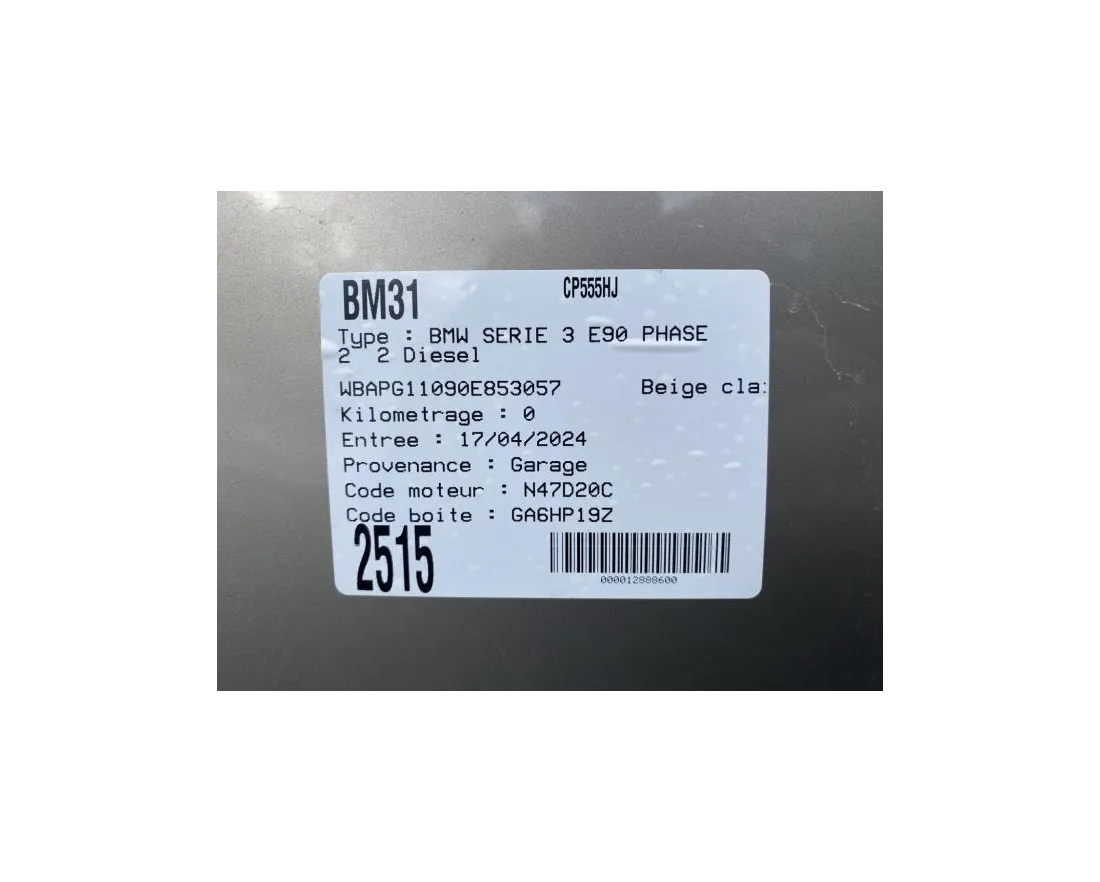 BM31
CP555HJ
Type : BMW SERIE 3 E90 PHASE
2 2 Diesel
WBAPG11090E853057 Beige cla
Kilometrage : 0
Entree : 17/04/2024
Provenance : Garage
Code moteur : N47D20C
Code boite : GA6HP19Z
2515
000012888600